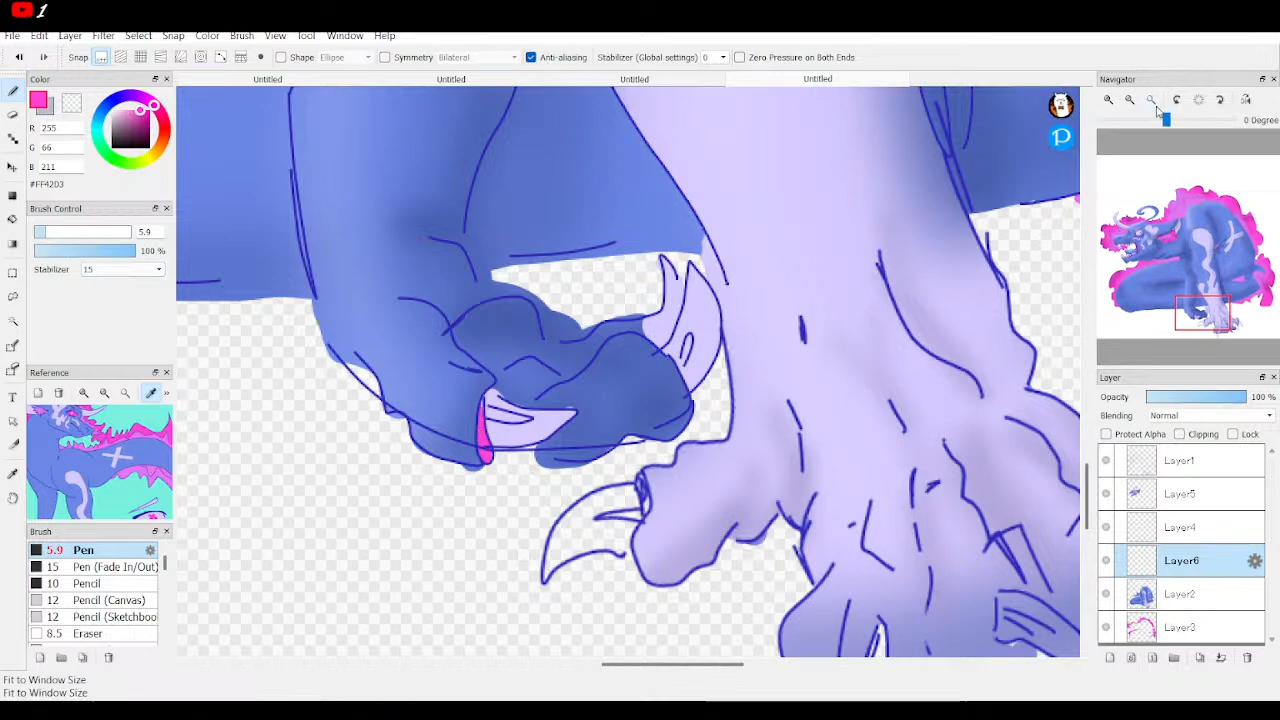 1
File Edit Layer Filter Select Snap Color Brush View Tool Window Help
Snap Shape Ellipse Symmetry Bilateral Anti-aliasing Stabilizer (Global settings) 0 Zero Pressure on Both Ends
Color
R 255
G 66
B 211
#FF4203
Brush Control
5.9
100 %
Stabilizer 15
Reference
Brush
5.9 Pen
15 Pen (Fade In/Out)
10 Pencil
12 Pencil (Canvas)
12 Pencil (Sketchboo
8.5 Eraser
Fit to Window Size
Fit to Window Size
Untitled Untitled Untitled Untitled
P
Navigator
0 Degree
Layer
Opacity 100 %
Blending Normal
Protect Alpha Clipping Lock
Layer1
Layer5
Layer4
Layer6
Layer2
Layer3